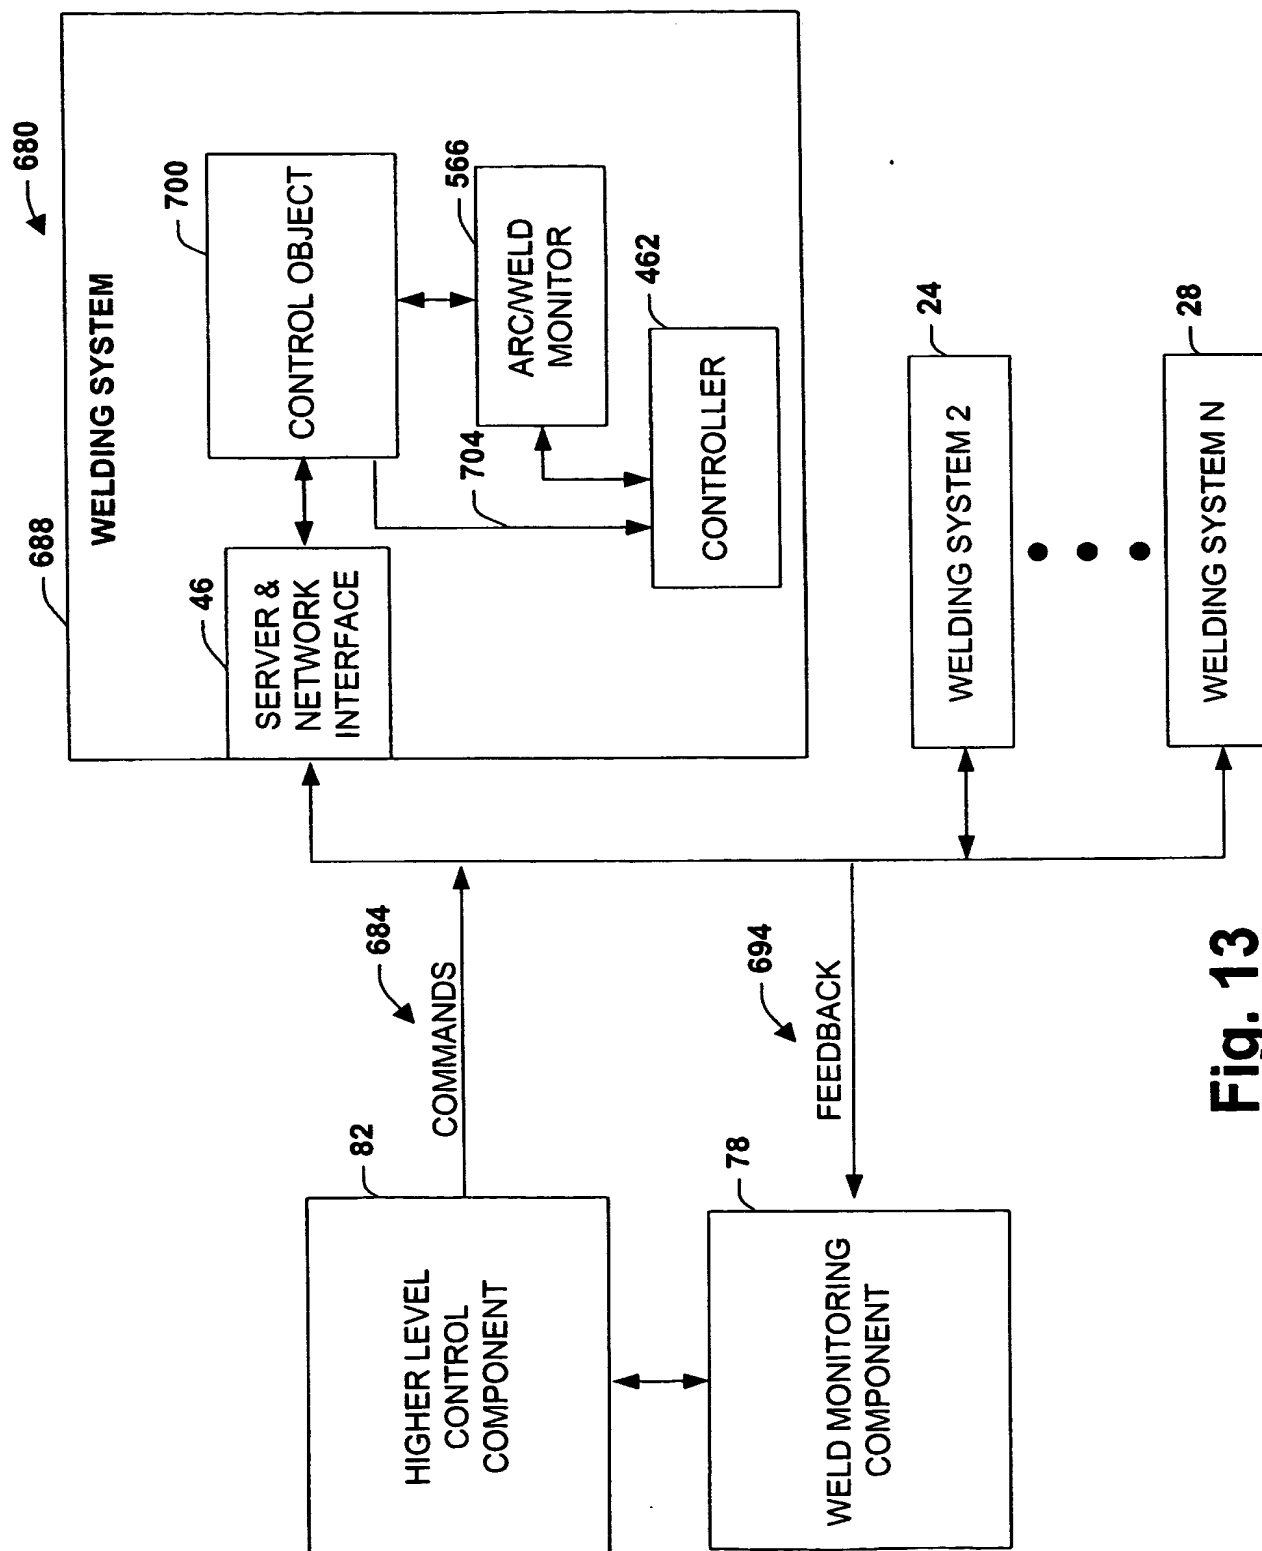 680
688
WELDING SYSTEM
46
SERVER &
NETWORK
INTERFACE
700
CONTROL OBJECT
704
566
ARC/WELD
MONITOR
462
CONTROLLER
24
WELDING SYSTEM 2
28
WELDING SYSTEM N
684
COMMANDS
694
FEEDBACK
82
HIGHER LEVEL
CONTROL
COMPONENT
78
WELD MONITORING
COMPONENT
Fig. 13